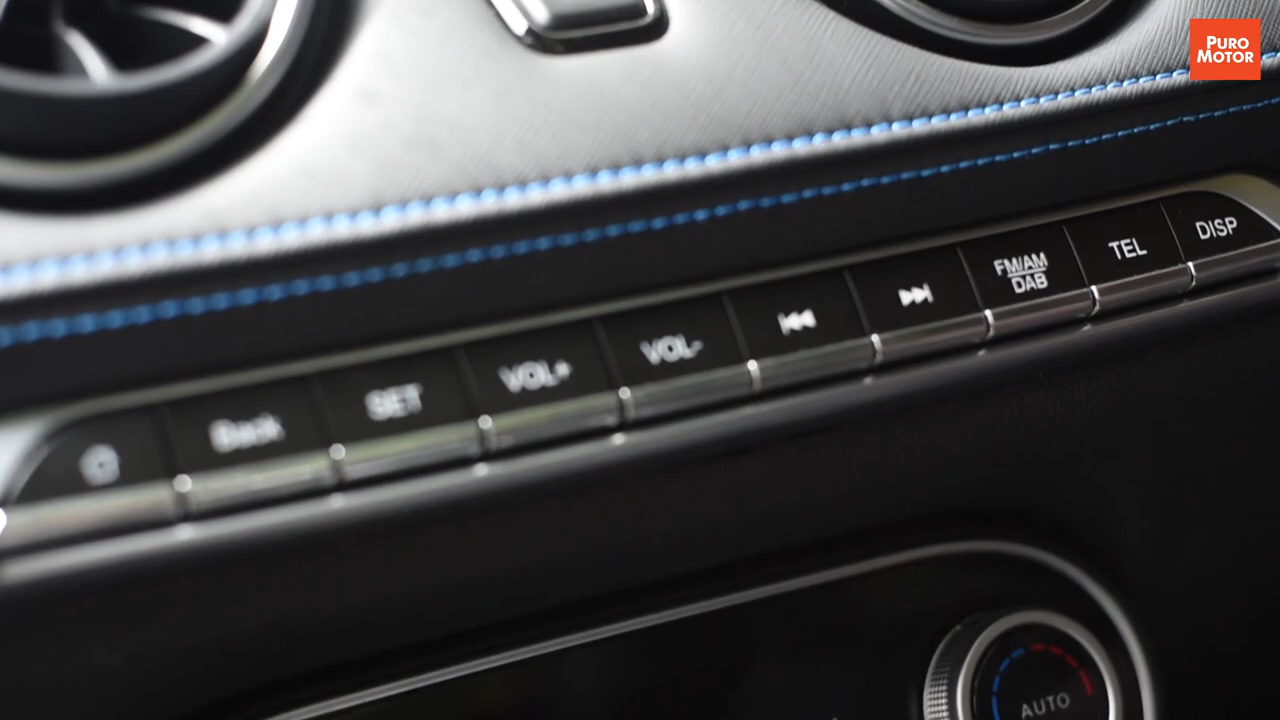 PURO
MOTOR
Back
SET
VOL+
VOL-
FM/AM
DAB
TEL
DISP
AUTO